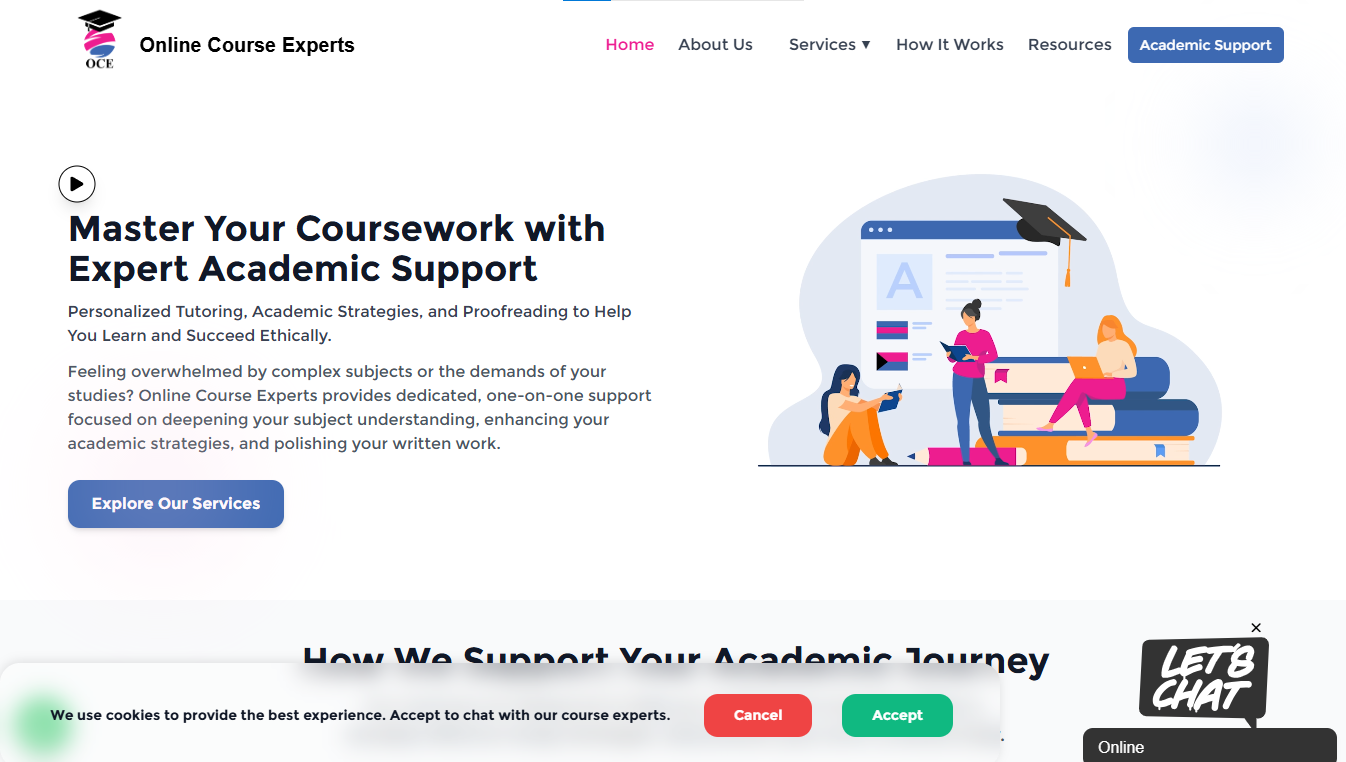 OCE
Online Course Experts
Home
About Us
Services ▼
How It Works
Resources
Academic Support
Master Your Coursework with
Expert Academic Support
Personalized Tutoring, Academic Strategies, and Proofreading to Help
You Learn and Succeed Ethically.
Feeling overwhelmed by complex subjects or the demands of your
studies? Online Course Experts provides dedicated, one-on-one support
focused on deepening your subject understanding, enhancing your
academic strategies, and polishing your written work.
Explore Our Services
A
How We Support Your Academic Journey
We use cookies to provide the best experience. Accept to chat with our course experts.
Cancel
Accept
LET'S
CHAT
Online